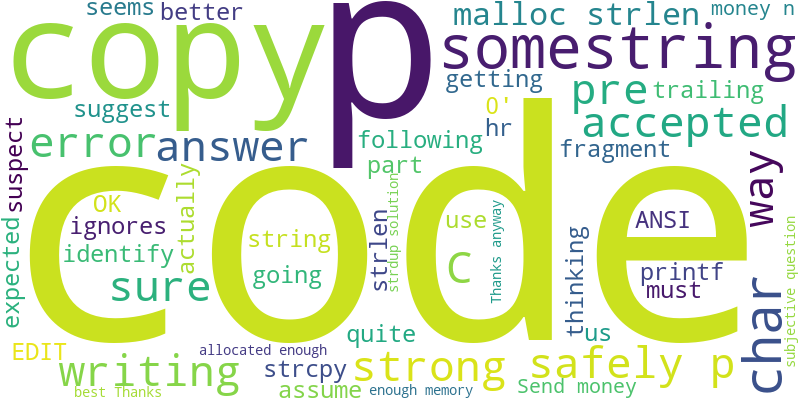 seems
better
malloc strlen
money n
copy
p
somestring
getting
pre
trailing
suggest
O'
hr
accepted
error
answer
following
part
fragment
suspect
code
way
actually
OK
ignores
identify
string
going
strlen
strdup solution
use
C
Thanks anyway
ANSI
printf
must
thinking
expected
sure
char
subjective question
EDIT
allocated enough
quite
us
writing
strcpy
strong
safely p
best Thanks
assume
enough memory
Send money